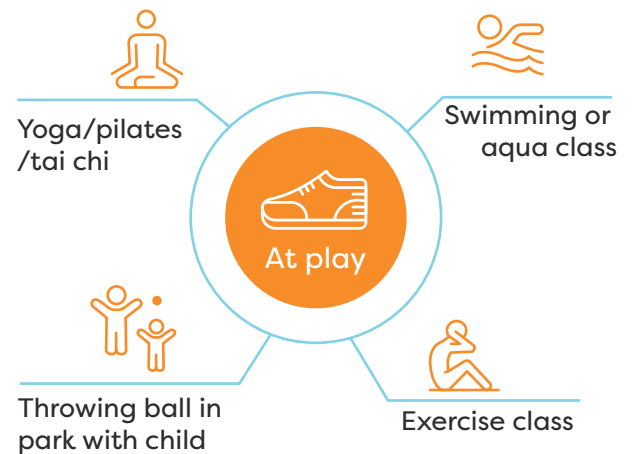 Yoga/pilates
/tai chi
Swimming or
aqua class
At play
Throwing ball in
park with child
Exercise class